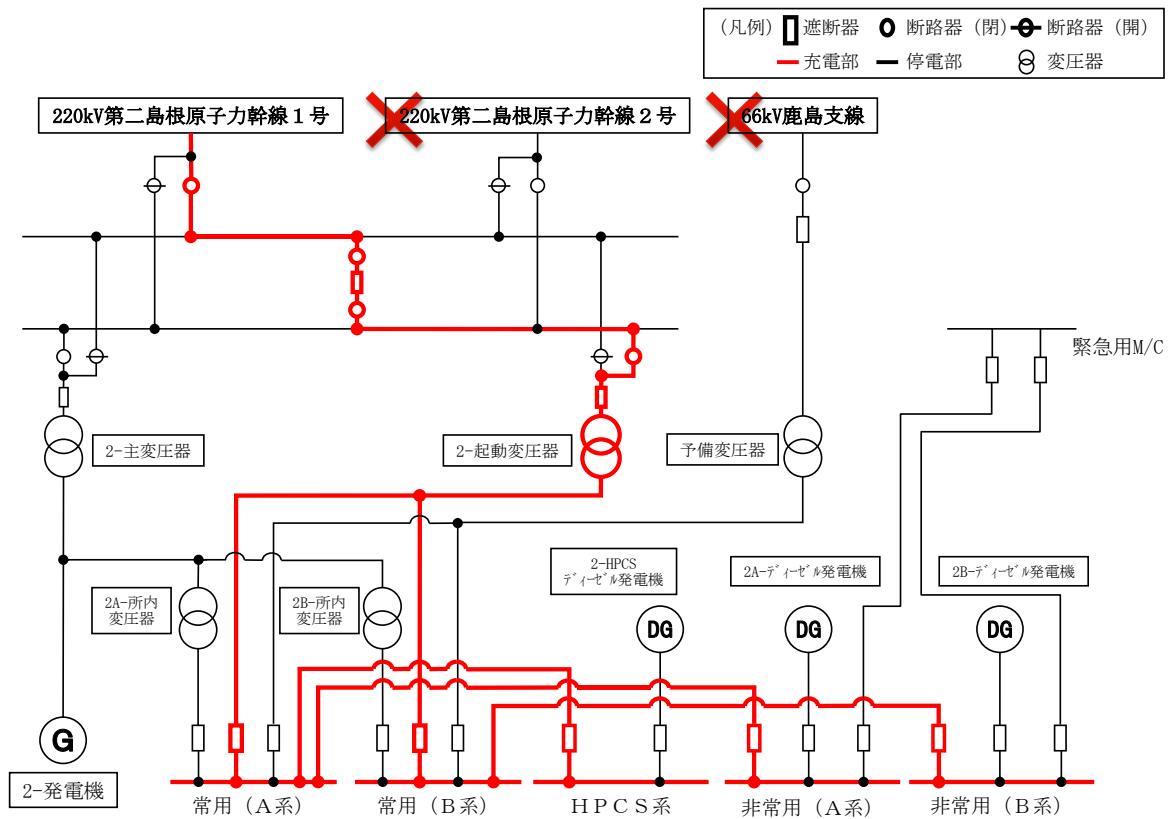 （凡例） 遮断器 断路器（閉） 断路器（開）
充電部 停電部 変圧器
220kV第二島根原子力幹線１号
220kV第二島根原子力幹線２号
66kV鹿島支線
緊急用M/C
2-主変圧器
2-起動変圧器
予備変圧器
2A-所内
変圧器
2B-所内
変圧器
2-HPCS
ﾃﾞｨｰｾﾞﾙ発電機
2A-ﾃﾞｨｰｾﾞﾙ発電機
2B-ﾃﾞｨｰｾﾞﾙ発電機
DG
DG
DG
G
2-発電機
常用（Ａ系）
常用（Ｂ系）
ＨＰＣＳ系
非常用（Ａ系）
非常用（Ｂ系）